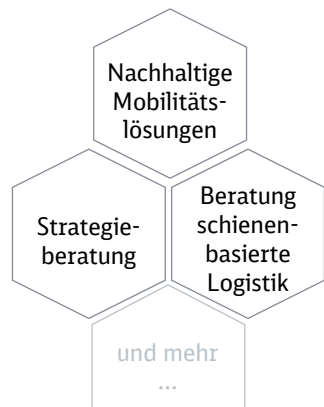 Nachhaltige
Mobilitäts-
lösungen
Strategie-
beratung
Beratung
schienen-
basierte
Logistik
und mehr
...